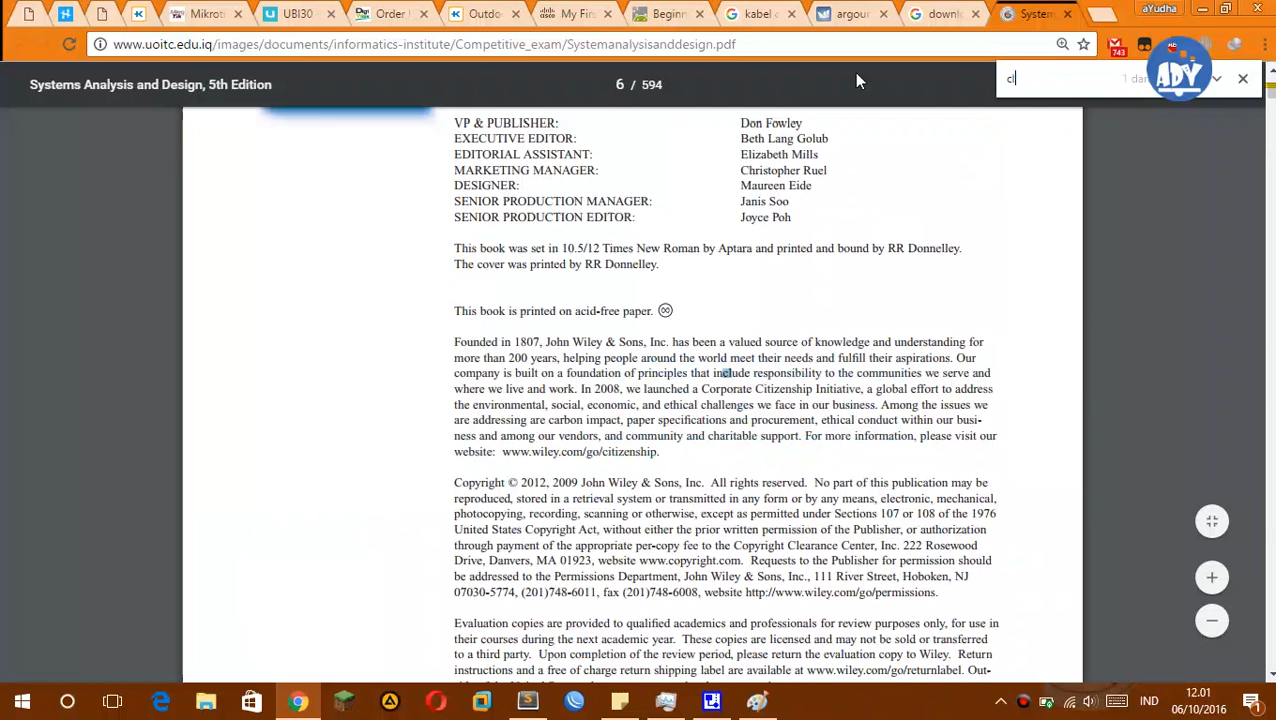 Mikroti
UBI30
Order
Outdo
My First
Beginn
kabel c
argour
downlo
System
aYudha
www.uoitc.edu.iq/images/documents/informatics-institute/Competitive_exam/Systemanalysisanddesign.pdf
743
Systems Analysis and Design, 5th Edition
6 / 594
cl
1 dar
ADY
VP & PUBLISHER: Don Fowley
EXECUTIVE EDITOR: Beth Lang Golub
EDITORIAL ASSISTANT: Elizabeth Mills
MARKETING MANAGER: Christopher Ruel
DESIGNER: Maureen Eide
SENIOR PRODUCTION MANAGER: Janis Soo
SENIOR PRODUCTION EDITOR: Joyce Poh
This book was set in 10.5/12 Times New Roman by Aptara and printed and bound by RR Donnelley.
The cover was printed by RR Donnelley.
This book is printed on acid-free paper.
Founded in 1807, John Wiley & Sons, Inc. has been a valued source of knowledge and understanding for
more than 200 years, helping people around the world meet their needs and fulfill their aspirations. Our
company is built on a foundation of principles that include responsibility to the communities we serve and
where we live and work. In 2008, we launched a Corporate Citizenship Initiative, a global effort to address
the environmental, social, economic, and ethical challenges we face in our business. Among the issues we
are addressing are carbon impact, paper specifications and procurement, ethical conduct within our busi-
ness and among our vendors, and community and charitable support. For more information, please visit our
website: www.wiley.com/go/citizenship.
Copyright © 2012, 2009 John Wiley & Sons, Inc. All rights reserved. No part of this publication may be
reproduced, stored in a retrieval system or transmitted in any form or by any means, electronic, mechanical,
photocopying, recording, scanning or otherwise, except as permitted under Sections 107 or 108 of the 1976
United States Copyright Act, without either the prior written permission of the Publisher, or authorization
through payment of the appropriate per-copy fee to the Copyright Clearance Center, Inc. 222 Rosewood
Drive, Danvers, MA 01923, website www.copyright.com. Requests to the Publisher for permission should
be addressed to the Permissions Department, John Wiley & Sons, Inc., 111 River Street, Hoboken, NJ
07030-5774, (201)748-6011, fax (201)748-6008, website http://www.wiley.com/go/permissions.
Evaluation copies are provided to qualified academics and professionals for review purposes only, for use in
their courses during the next academic year. These copies are licensed and may not be sold or transferred
to a third party. Upon completion of the review period, please return the evaluation copy to Wiley. Return
instructions and a free of charge return shipping label are available at www.wiley.com/go/returnlabel. Out-
IND
12.01
06/10/2016